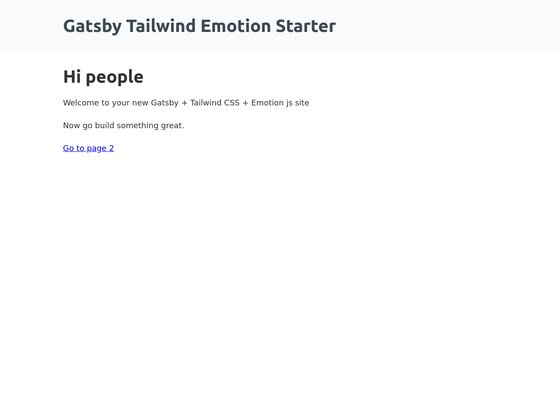 Gatsby Tailwind Emotion Starter
Hi people
Welcome to your new Gatsby + Tailwind CSS + Emotion js site
Now go build something great.
Go to page 2